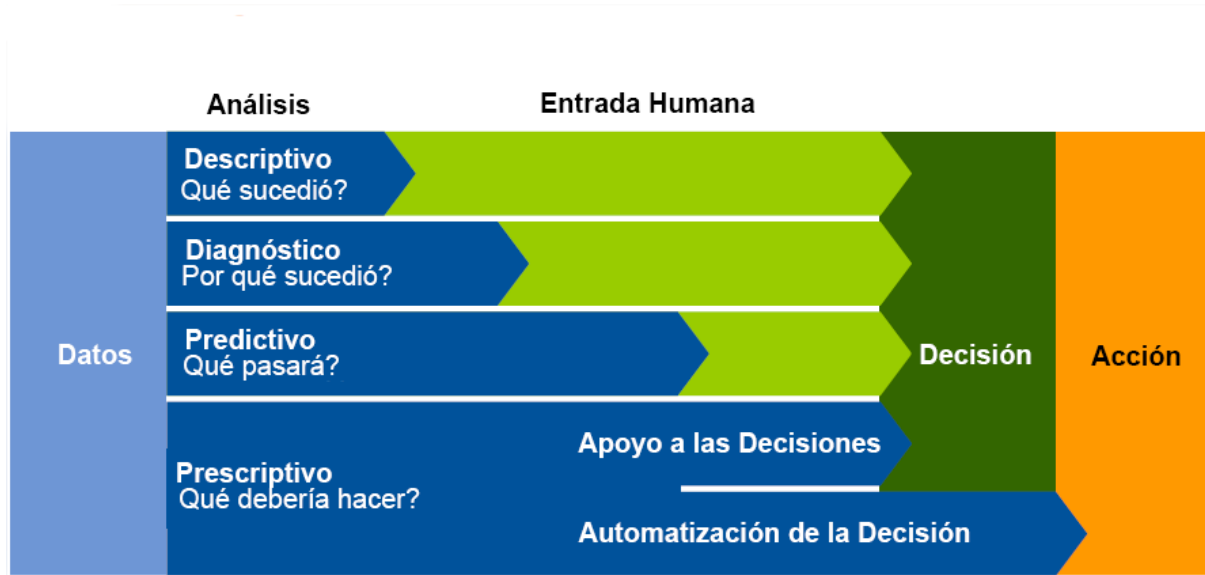 Análisis
Entrada Humana
Descriptivo
Qué sucedió?
Diagnóstico
Por qué sucedió?
Predictivo
Qué pasará?
Datos
Decisión
Acción
Apoyo a las Decisiones
Prescriptivo
Qué debería hacer?
Automatización de la Decisión